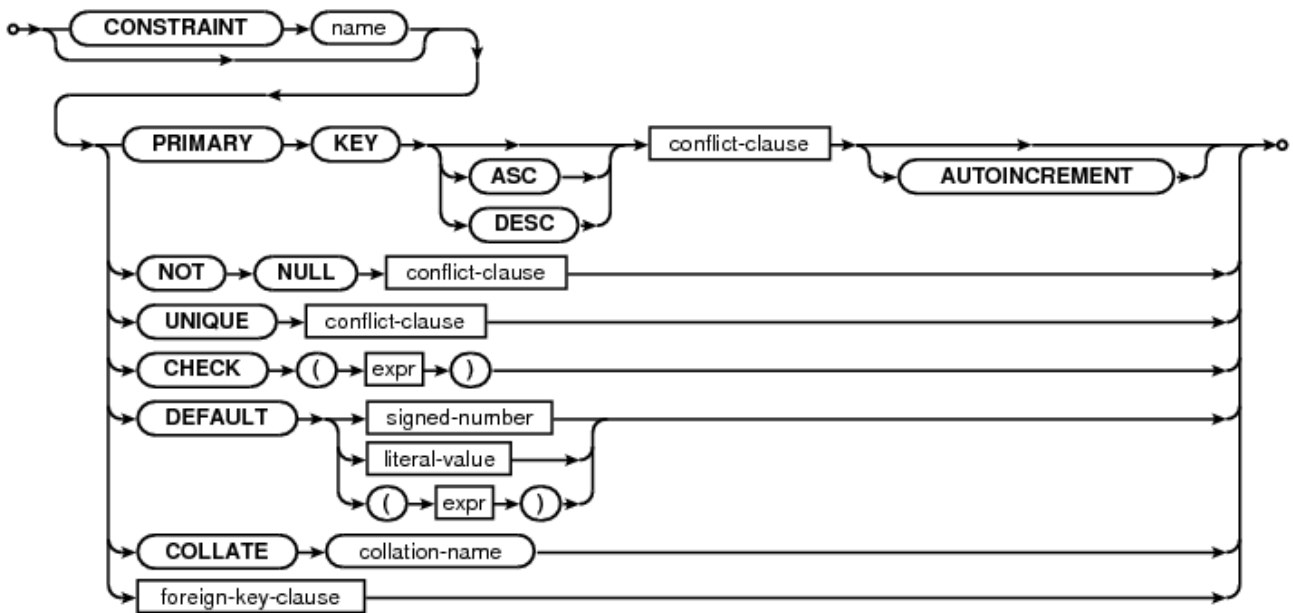 CONSTRAINT name
PRIMARY KEY conflict-clause
ASC AUTOINCREMENT
DESC
NOT NULL conflict-clause
UNIQUE conflict-clause
CHECK ( expr )
DEFAULT signed-number
literal-value
( expr )
COLLATE collation-name
foreign-key-clause